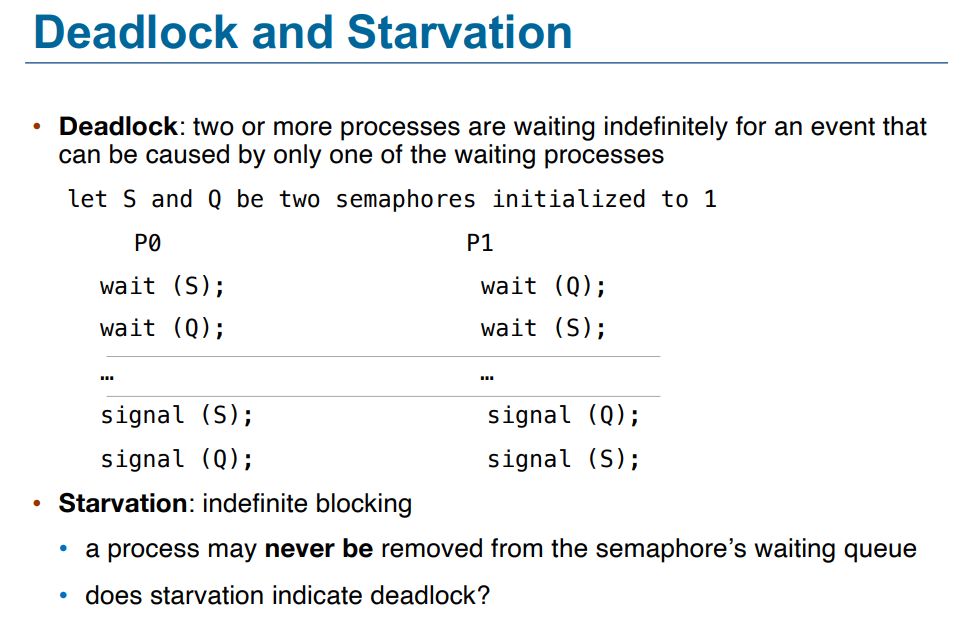 Deadlock and Starvation
• Deadlock: two or more processes are waiting indefinitely for an event that
can be caused by only one of the waiting processes
let S and Q be two semaphores initialized to 1
P0 P1
wait (S); wait (Q);
wait (Q); wait (S);
… …
signal (S); signal (Q);
signal (Q); signal (S);
• Starvation: indefinite blocking
• a process may never be removed from the semaphore’s waiting queue
• does starvation indicate deadlock?